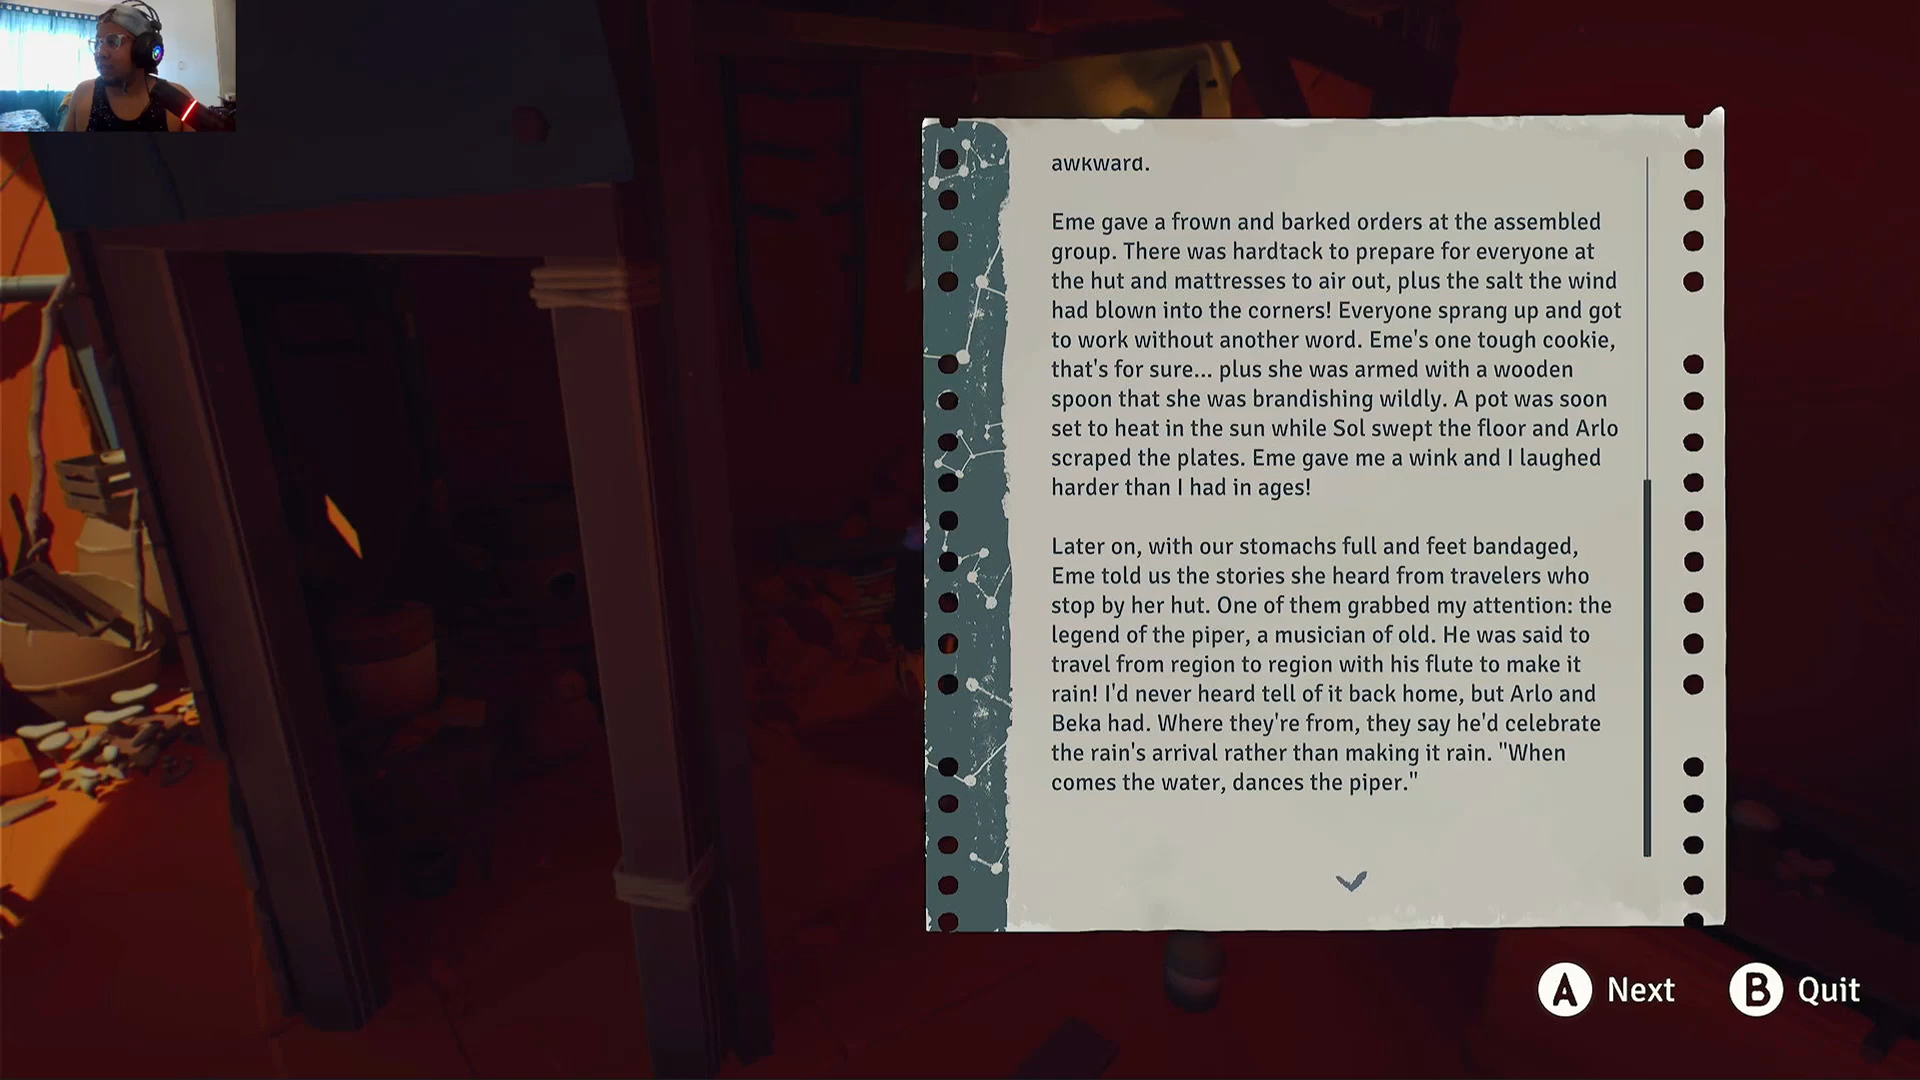 awkward.
Eme gave a frown and barked orders at the assembled
group. There was hardtack to prepare for everyone at
the hut and mattresses to air out, plus the salt the wind
had blown into the corners! Everyone sprang up and got
to work without another word. Eme's one tough cookie,
that's for sure... plus she was armed with a wooden
spoon that she was brandishing wildly. A pot was soon
set to heat in the sun while Sol swept the floor and Arlo
scraped the plates. Eme gave me a wink and I laughed
harder than I had in ages!
Later on, with our stomachs full and feet bandaged,
Eme told us the stories she heard from travelers who
stop by her hut. One of them grabbed my attention: the
legend of the piper, a musician of old. He was said to
travel from region to region with his flute to make it
rain! I'd never heard tell of it back home, but Arlo and
Beka had. Where they're from, they say he'd celebrate
the rain's arrival rather than making it rain. "When
comes the water, dances the piper."
A Next B Quit